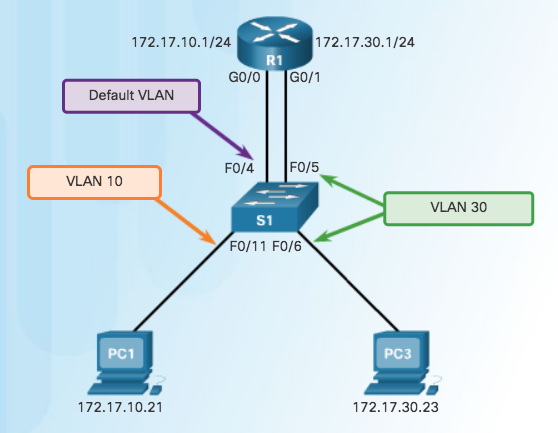 172.17.10.1/24
172.17.30.1/24
R1
G0/0
G0/1
Default VLAN
F0/4
F0/5
VLAN 10
VLAN 30
S1
F0/11 F0/6
PC1
PC3
172.17.10.21
172.17.30.23